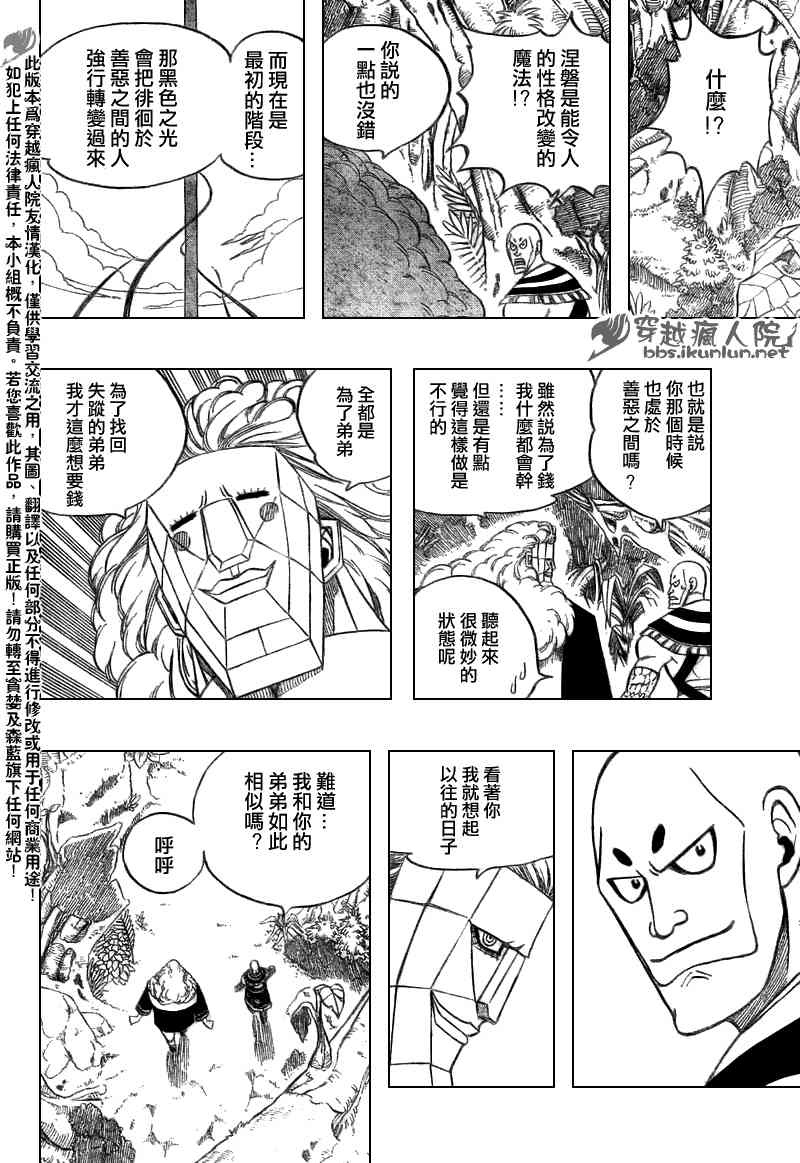 什麼!?
涅磐是能令人
的性格改變的
魔法!?
你說的
一點也沒錯
而現在是
最初的階段…
那黑色之光
會把徘徊於
善惡之間的人
強行轉變過來
穿越瘋人院
bbs.ikunlun.net
也就是說
你那個時候
也處於
善惡之間嗎?
雖然說為了錢
我什麼都會幹
……
但還是有點
覺得這樣做是
不行的
聽起來
很微妙的
狀態呢
全都是
為了弟弟
為了找回
失蹤的弟弟
我才這麼想要錢
看著你
我就想起
以往的日子
難道…
我和你的
弟弟如此
相似嗎?
呼呼
此版本爲穿越瘋人院友情漢化,僅供學習交流之用,其圖、翻譯以及任何部分不得進行修改或用于任何商業用途!
如犯上任何法律責任,本小組概不負責。若您喜歡此作品,請購買正版!請勿轉至貪婪及森藍旗下任何網站!